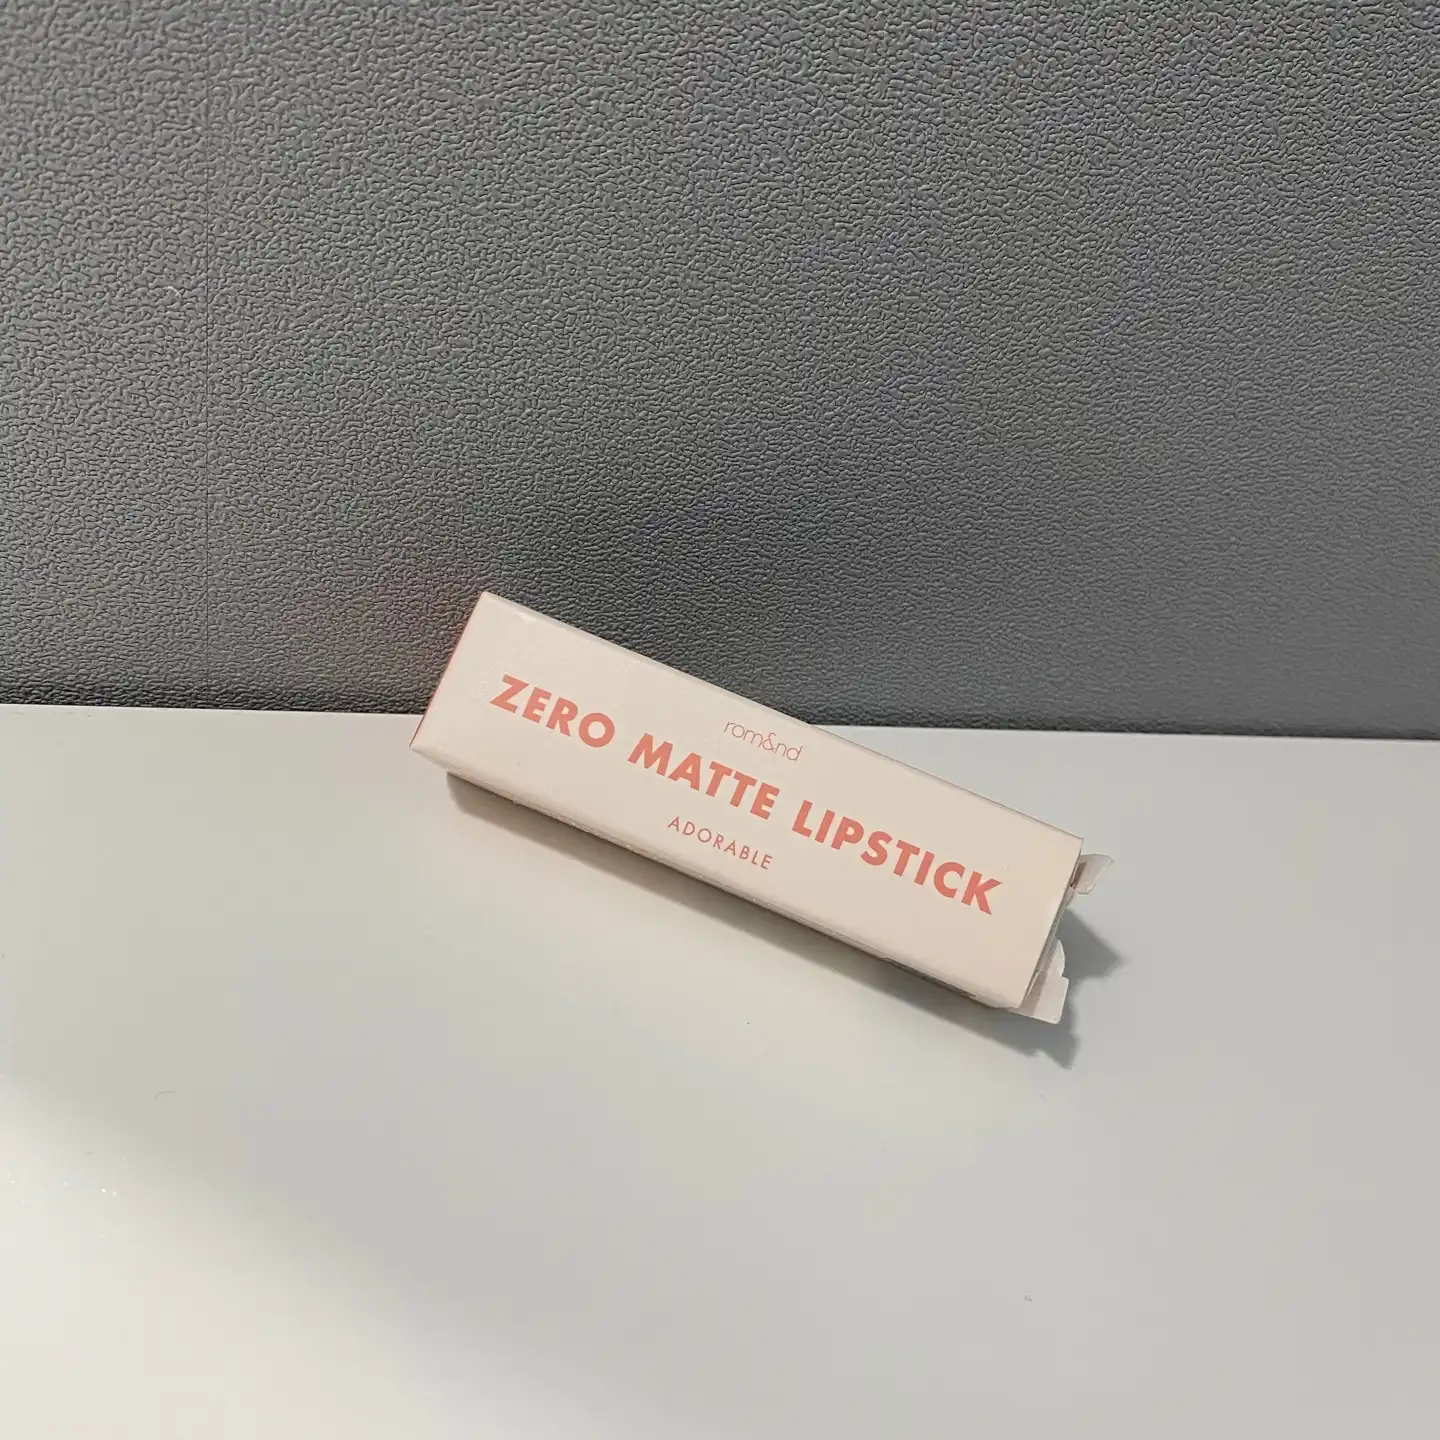 rom&nd
ZERO MATTE LIPSTICK
ADORABLE